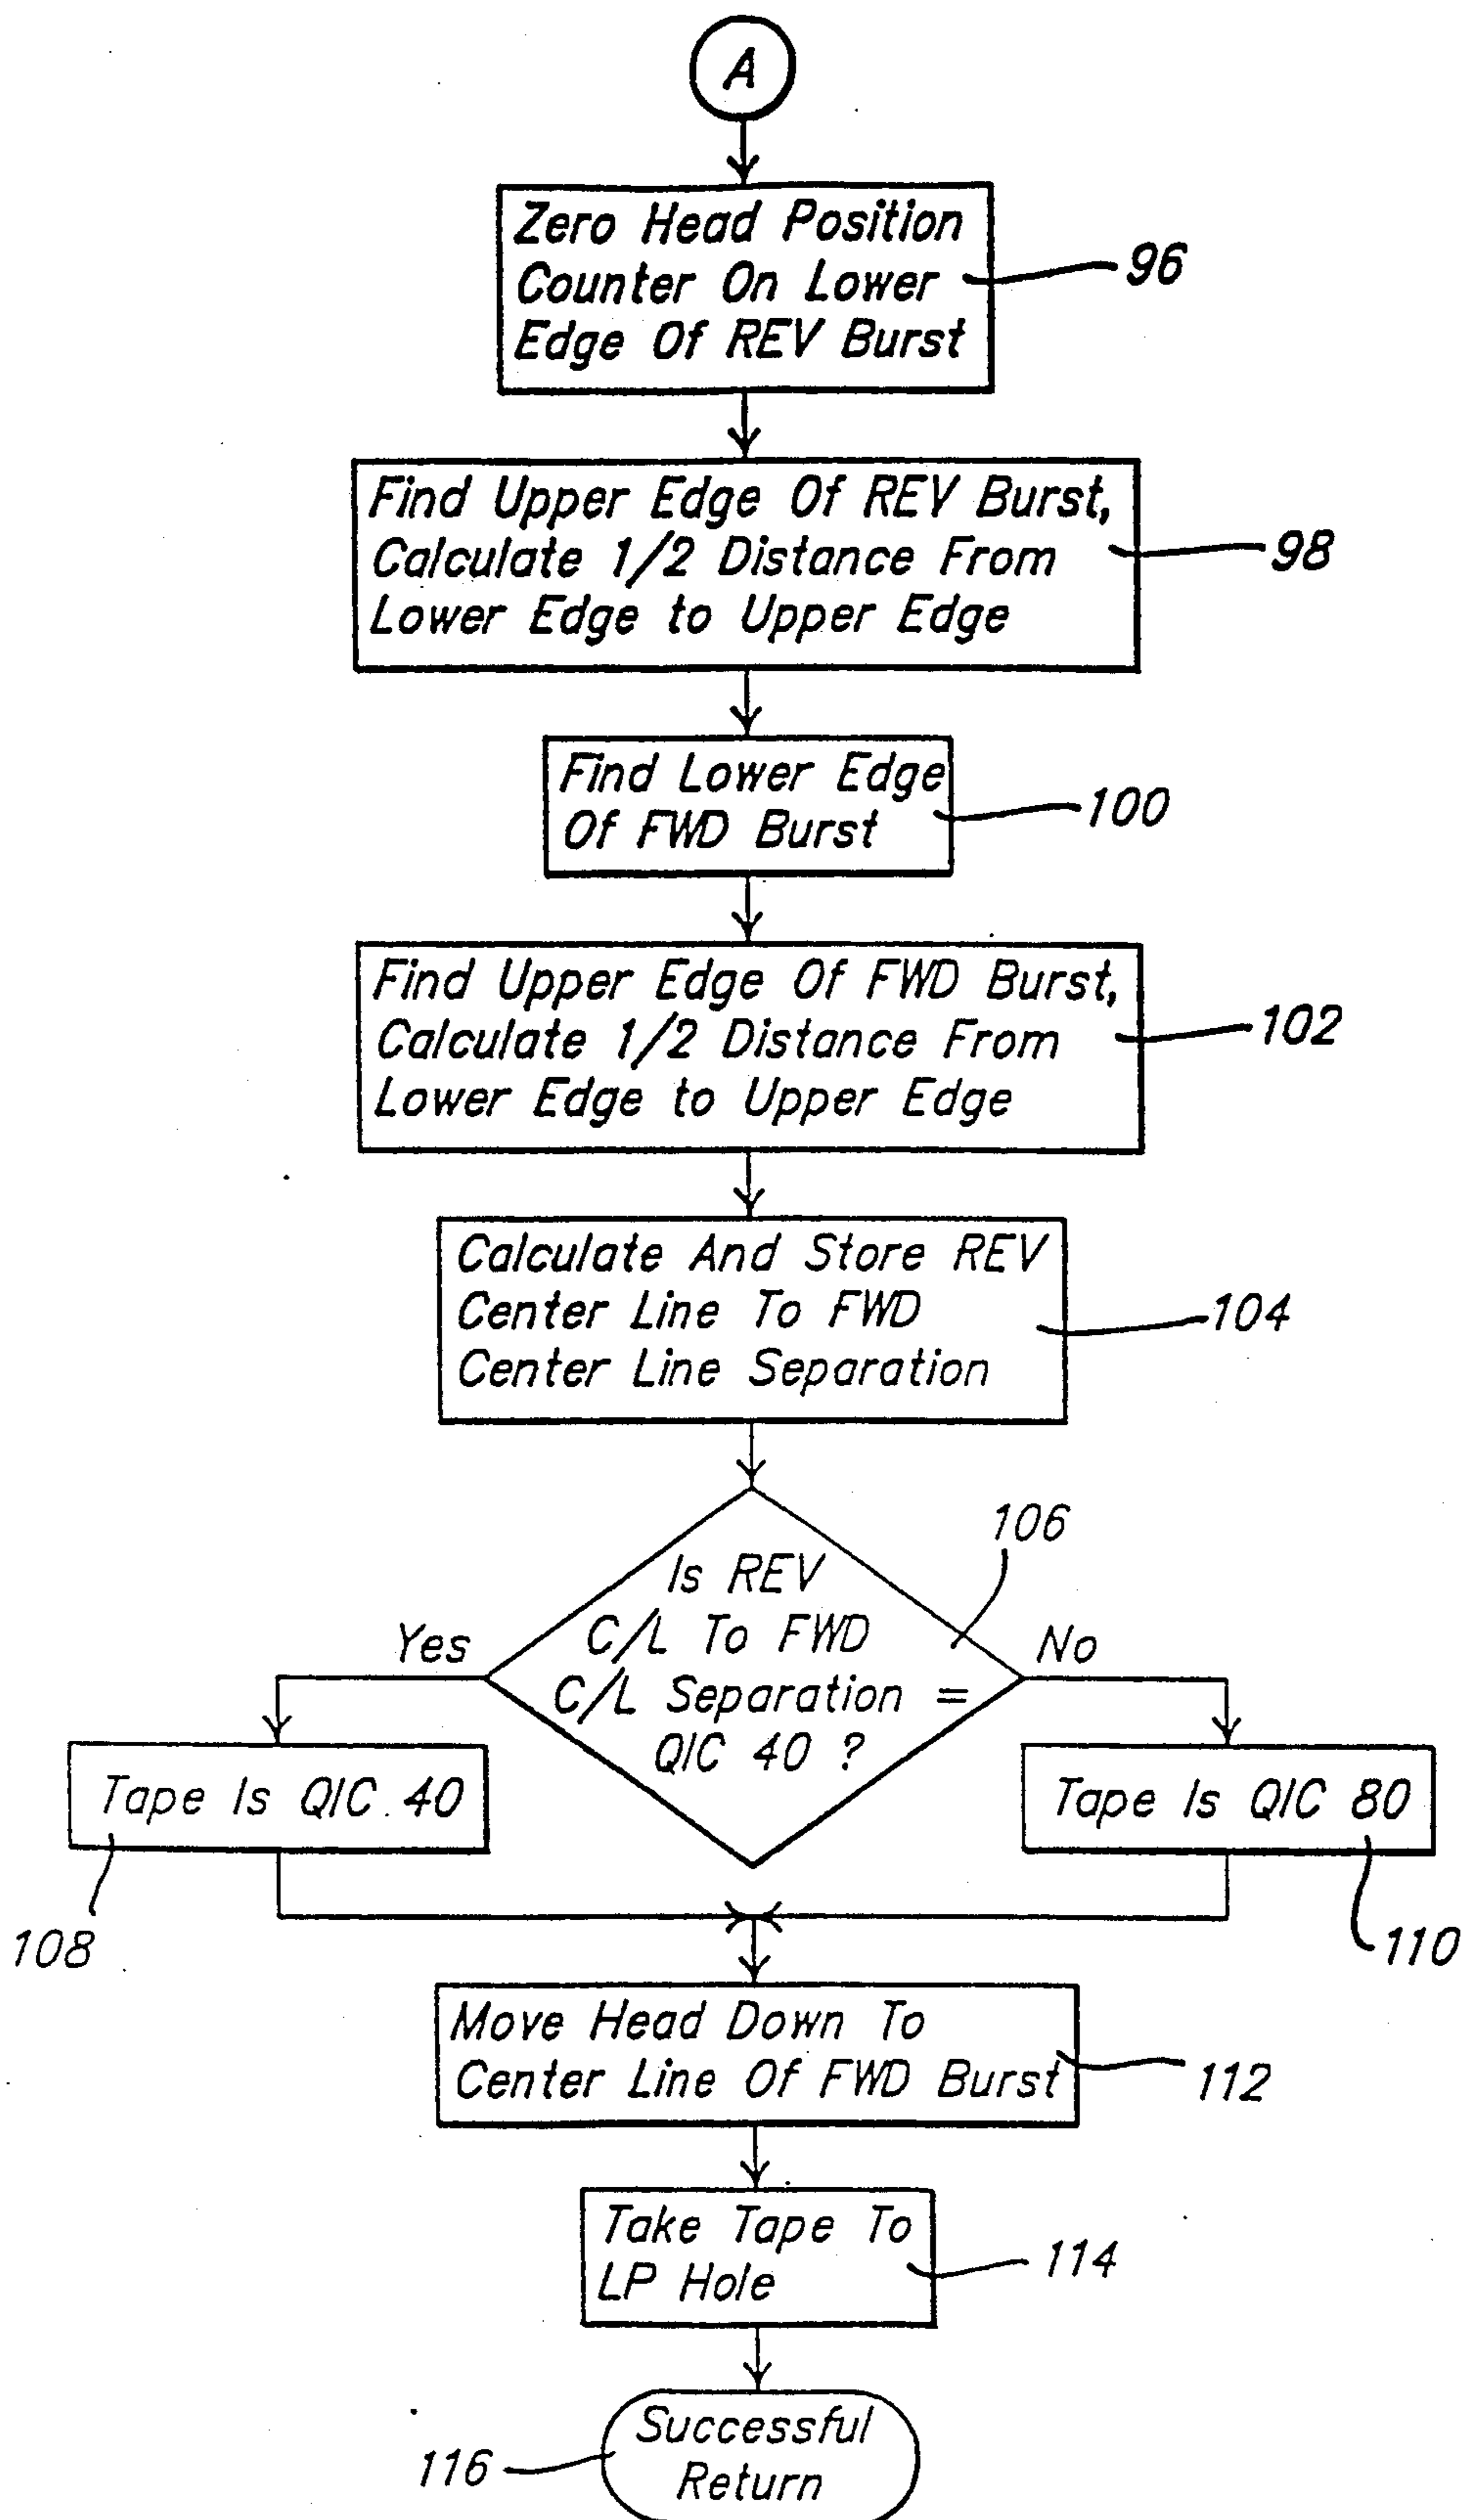 A
Zero Head Position
Counter On Lower
Edge Of REV Burst
96
Find Upper Edge Of REV Burst,
Calculate 1/2 Distance From
Lower Edge to Upper Edge
98
Find Lower Edge
Of FWD Burst
100
Find Upper Edge Of FWD Burst,
Calculate 1/2 Distance From
Lower Edge to Upper Edge
102
Calculate And Store REV
Center Line To FWD
Center Line Separation
104
106
Is REV
C/L To FWD
C/L Separation =
QIC 40 ?
Yes
No
Tape Is QIC 40
108
Tape Is QIC 80
110
Move Head Down To
Center Line Of FWD Burst
112
Take Tape To
LP Hole
114
Successful
Return
116